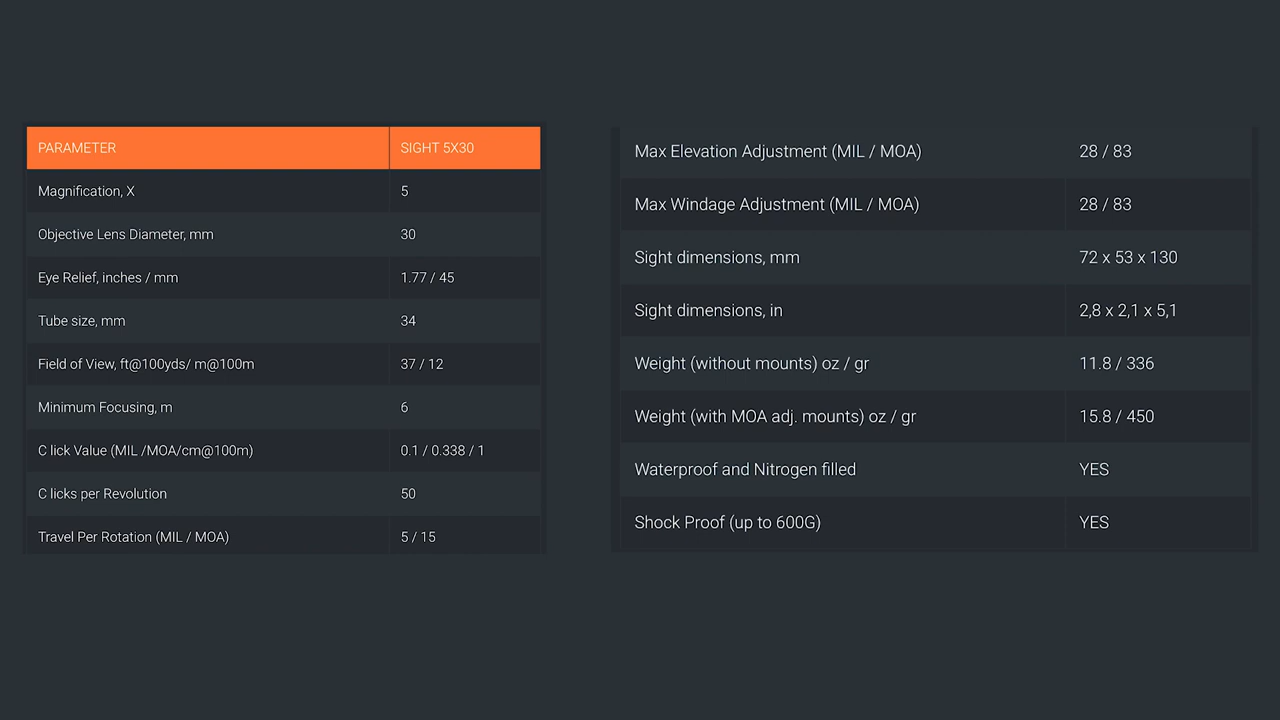 PARAMETER SIGHT 5X30
Magnification, X 5
Objective Lens Diameter, mm 30
Eye Relief, inches / mm 1.77 / 45
Tube size, mm 34
Field of View, ft@100yds/ m@100m 37 / 12
Minimum Focusing, m 6
C lick Value (MIL /MOA/cm@100m) 0.1 / 0.338 / 1
C licks per Revolution 50
Travel Per Rotation (MIL / MOA) 5 / 15
Max Elevation Adjustment (MIL / MOA) 28 / 83
Max Windage Adjustment (MIL / MOA) 28 / 83
Sight dimensions, mm 72 x 53 x 130
Sight dimensions, in 2,8 x 2,1 x 5,1
Weight (without mounts) oz / gr 11.8 / 336
Weight (with MOA adj. mounts) oz / gr 15.8 / 450
Waterproof and Nitrogen filled YES
Shock Proof (up to 600G) YES